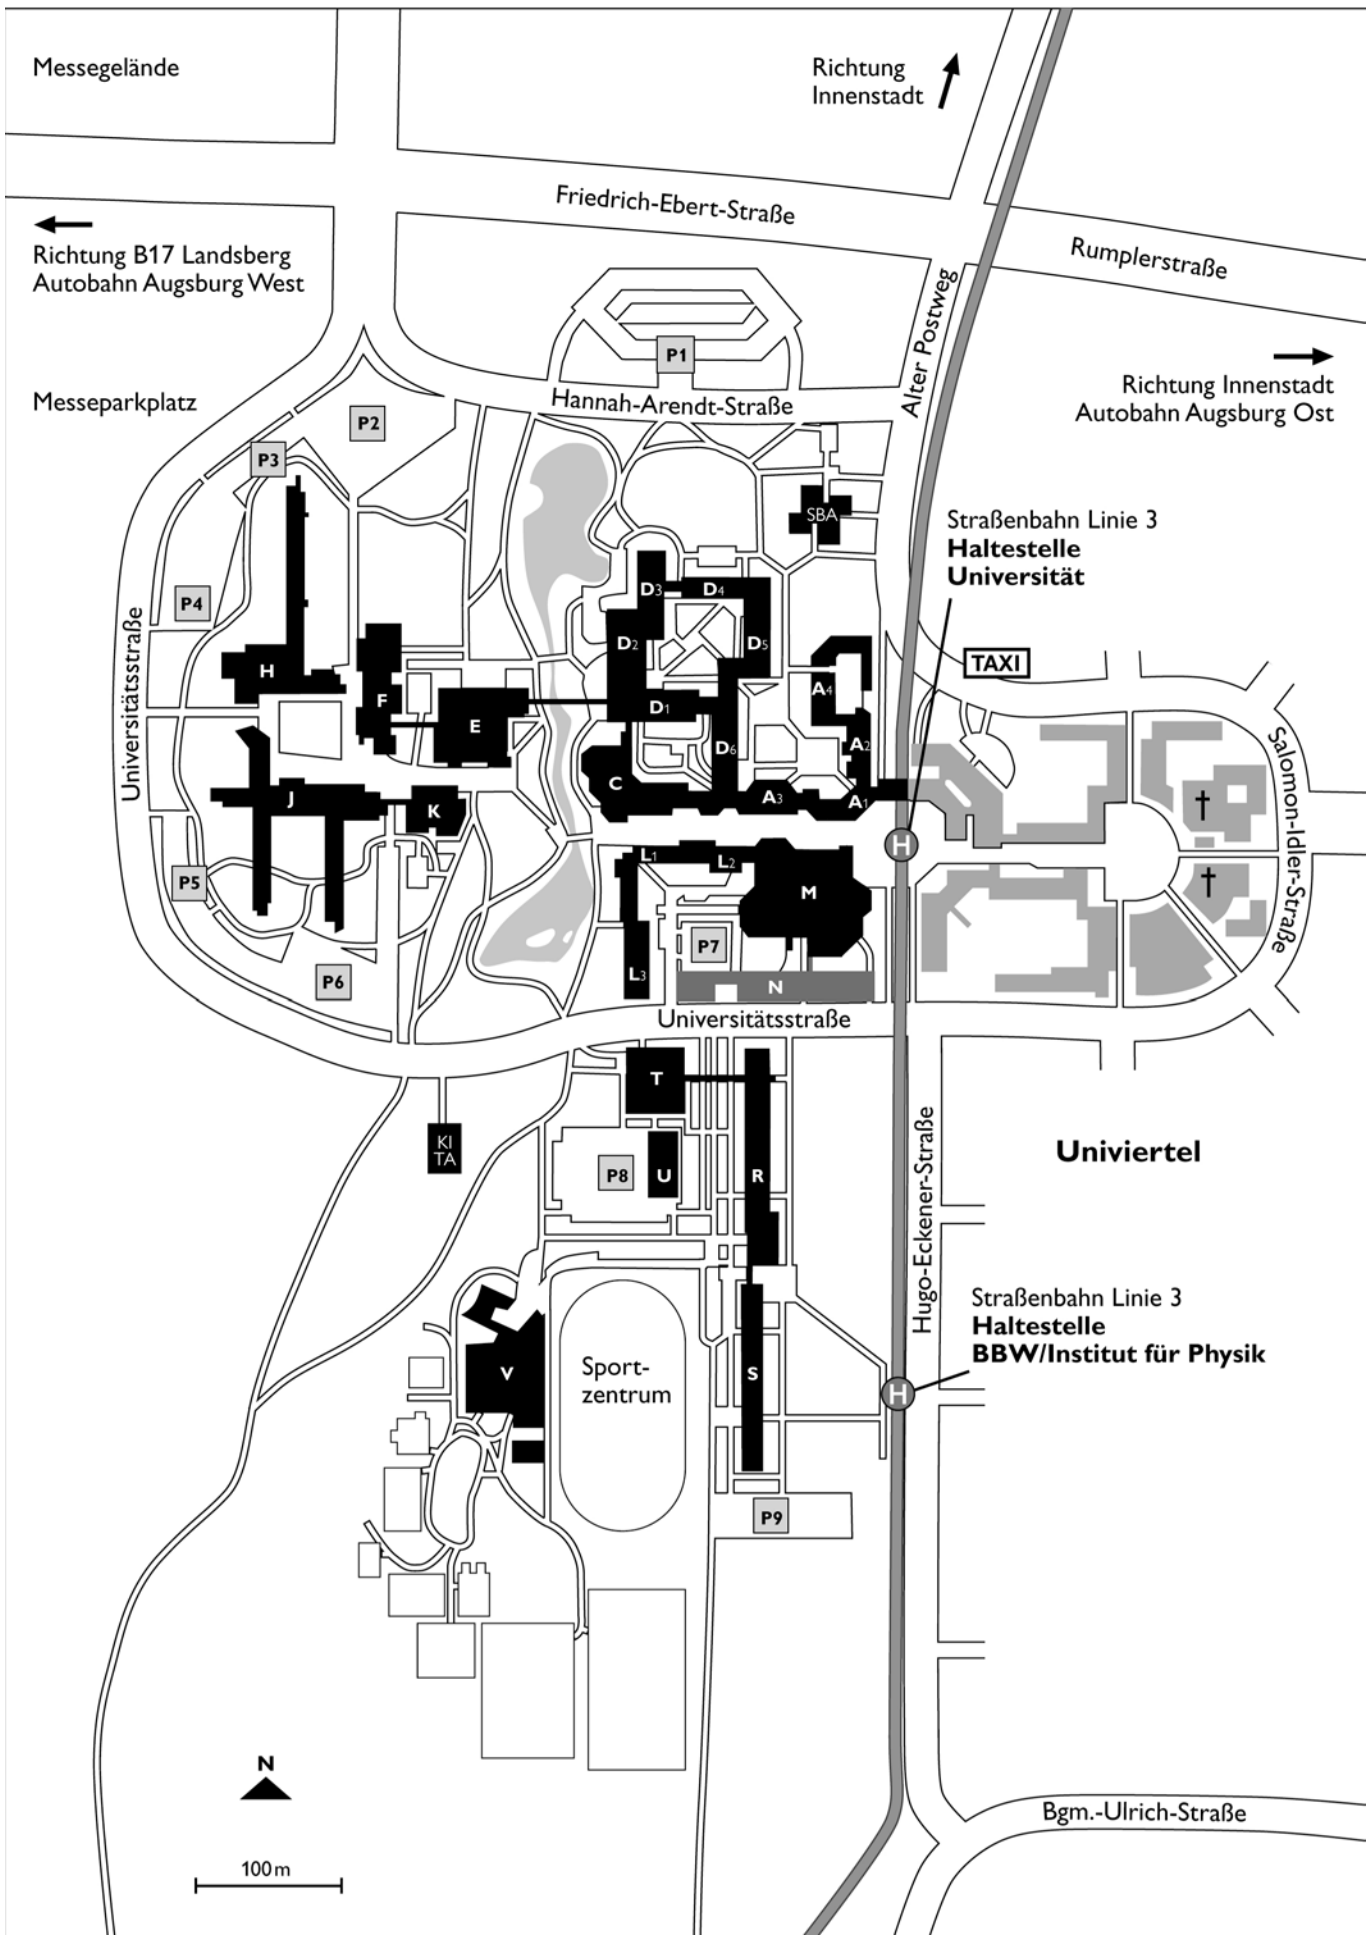 Messegelände
Richtung
Innenstadt
Friedrich-Ebert-Straße
Rumplerstraße
Richtung B17 Landsberg
Autobahn Augsburg West
Alter Postweg
P1
Richtung Innenstadt
Autobahn Augsburg Ost
Messeparkplatz
Hannah-Arendt-Straße
P2
P3
SBA
Straßenbahn Linie 3
Haltestelle
Universität
P4
D3
D4
D2
D5
H
F
E
D1
A4
TAXI
Universitätsstraße
D6
A2
Salomon-Idler-Straße
J
K
C
A3
A1
H
L1
L2
M
P5
P7
L3
N
P6
Universitätsstraße
T
KI
TA
P8
U
R
Hugo-Eckener-Straße
Univiertel
Straßenbahn Linie 3
Haltestelle
BBW/Institut für Physik
V
Sport-
zentrum
S
H
P9
N
Bgm.-Ulrich-Straße
100 m